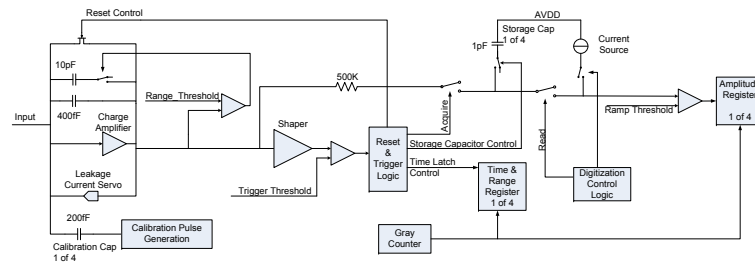 Reset Control
AVDD
Storage Cap
1 of 4
Current
Source
10pF
1pF
Amplitud
Register
1 of 4
500K
Range_Threshold
400fF
Charge
Amplifier
Input
Shaper
Acquire
Ramp Threshold
Reset
&
Trigger
Logic
Storage Capacitor Control
Read
Time Latch
Control
Leakage
Current Servo
Trigger Threshold
Time &
Range
Register
1 of 4
Digitization
Control
Logic
200fF
Calibration Pulse
Generation
Calibration Cap
1 of 4
Gray
Counter